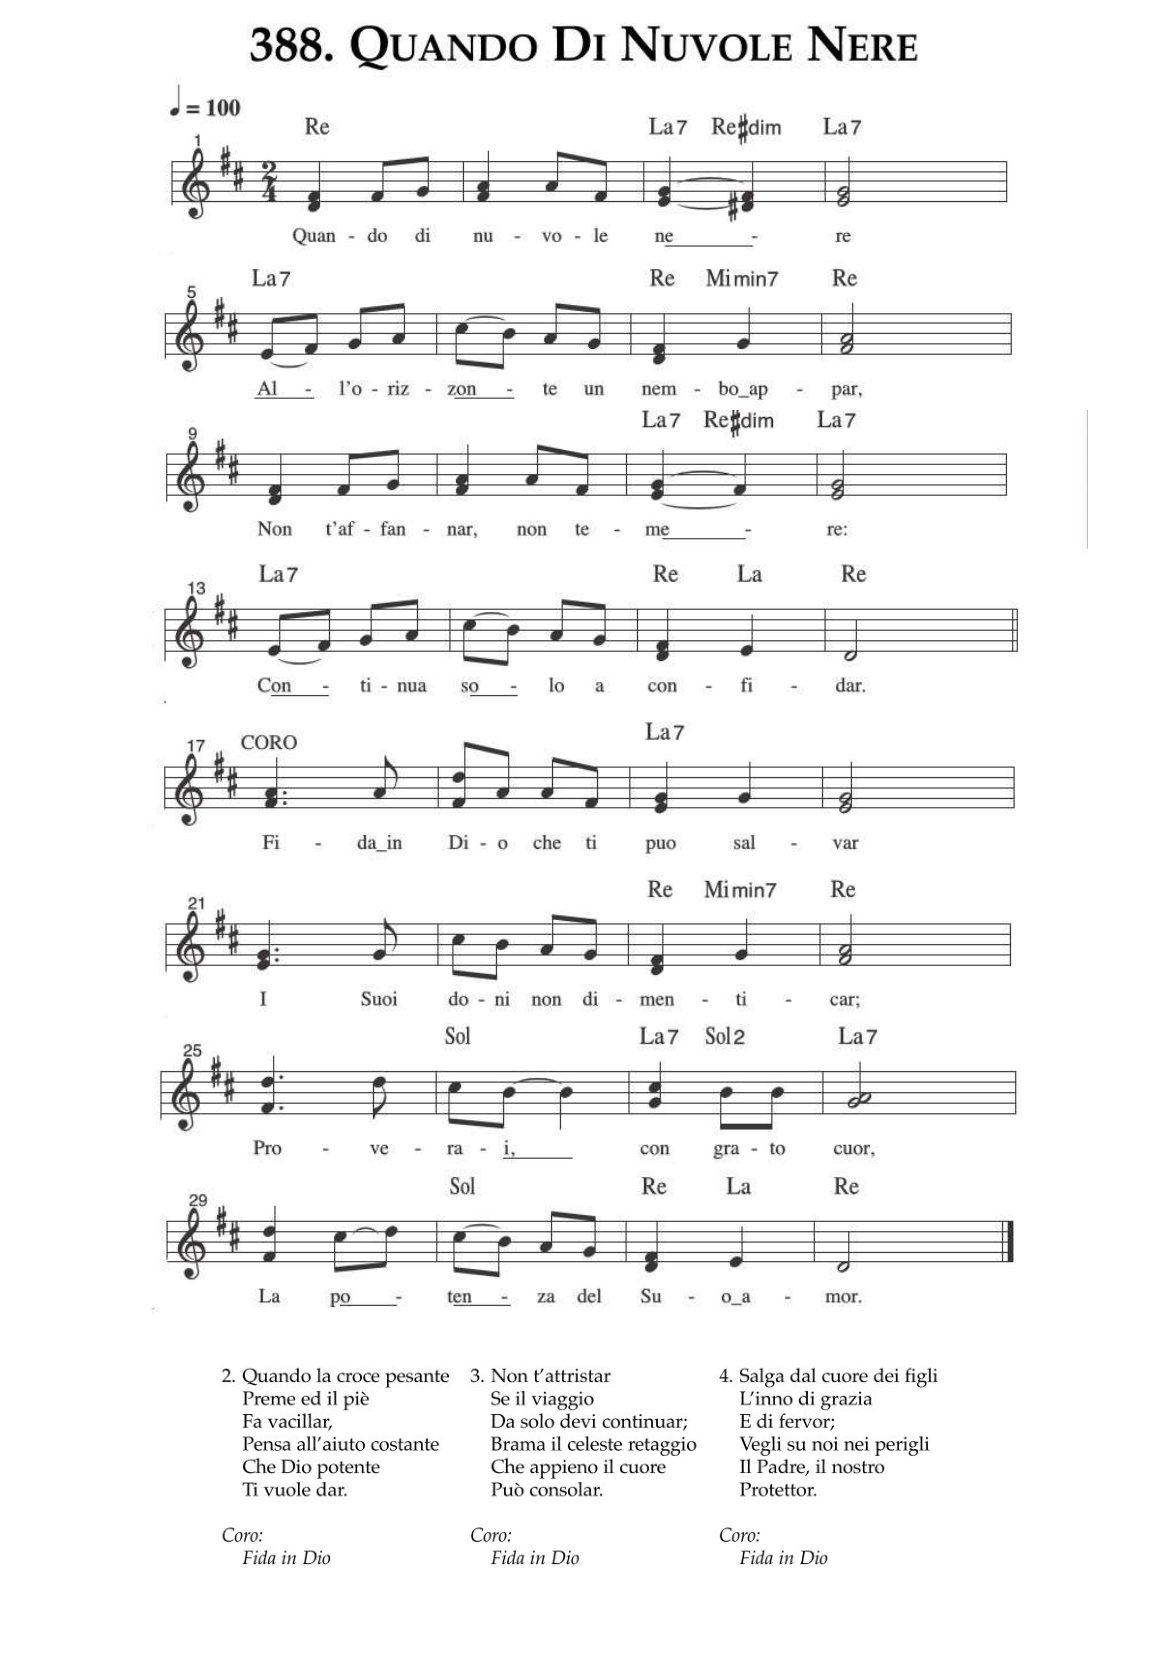 388. Quando Di Nuvole Nere
♩ = 100
Re La7 Re♯dim La7
1
2/4
Quan - do di nu - vo - le ne - re
La7 Re Mimin7 Re
5
Al - l'o - riz - zon - te un nem - bo_ap - par,
La7 Re♯dim La7
9
Non t'af - fan - nar, non te - me - re:
La7 Re La Re
13
Con - ti - nua so - lo a con - fi - dar.
La7
17 CORO
Fi - da_in Di - o che ti puo sal - var
Re Mimin7 Re
21
I Suoi do - ni non di - men - ti - car;
Sol La7 Sol2 La7
25
Pro - ve - ra - i, con gra - to cuor,
Sol Re La Re
29
La po - ten - za del Su - o_a - mor.
2. Quando la croce pesante
Preme ed il piè
Fa vacillar,
Pensa all'aiuto costante
Che Dio potente
Ti vuole dar.
Coro:
Fida in Dio
3. Non t'attristar
Se il viaggio
Da solo devi continuar;
Brama il celeste retaggio
Che appieno il cuore
Può consolar.
Coro:
Fida in Dio
4. Salga dal cuore dei figli
L'inno di grazia
E di fervor;
Vegli su noi nei perigli
Il Padre, il nostro
Protettor.
Coro:
Fida in Dio